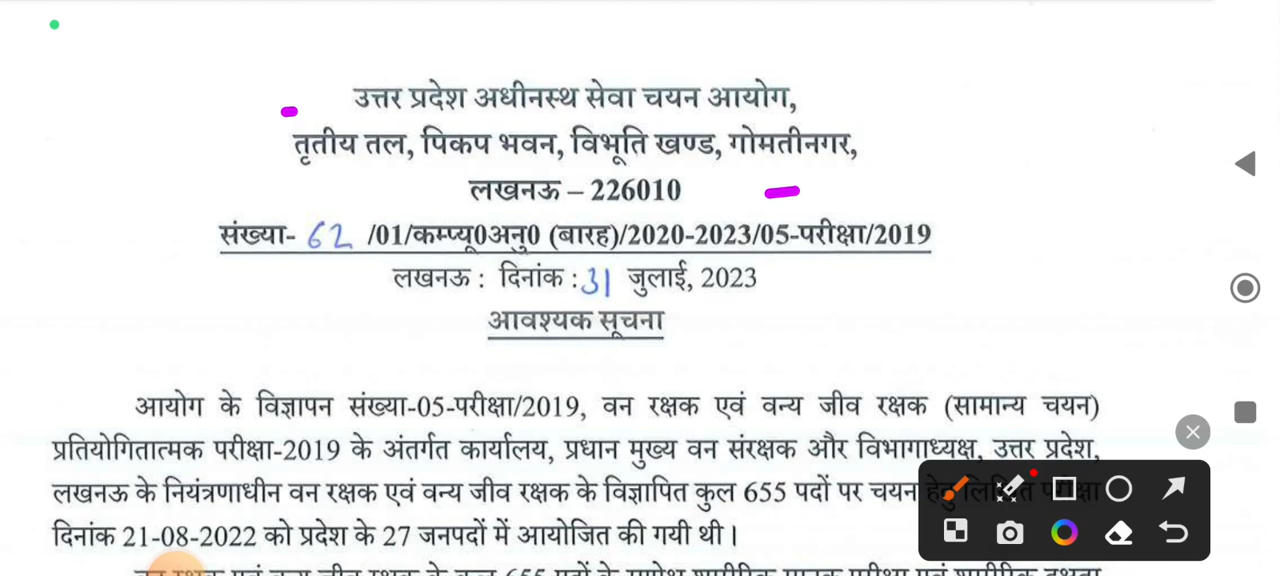 उत्तर प्रदेश अधीनस्थ सेवा चयन आयोग,
तृतीय तल, पिकप भवन, विभूति खण्ड, गोमतीनगर,
लखनऊ – 226010
संख्या- 62 /01/कम्प्यू0अनु0 (बारह)/2020-2023/05-परीक्षा/2019
लखनऊ : दिनांक : 31 जुलाई, 2023
आवश्यक सूचना
आयोग के विज्ञापन संख्या-05-परीक्षा/2019, वन रक्षक एवं वन्य जीव रक्षक (सामान्य चयन)
प्रतियोगितात्मक परीक्षा-2019 के अंतर्गत कार्यालय, प्रधान मुख्य वन संरक्षक और विभागाध्यक्ष, उत्तर प्रदेश,
लखनऊ के नियंत्रणाधीन वन रक्षक एवं वन्य जीव रक्षक के विज्ञापित कुल 655 पदों पर चयन
दिनांक 21-08-2022 को प्रदेश के 27 जनपदों में आयोजित की गयी थी।